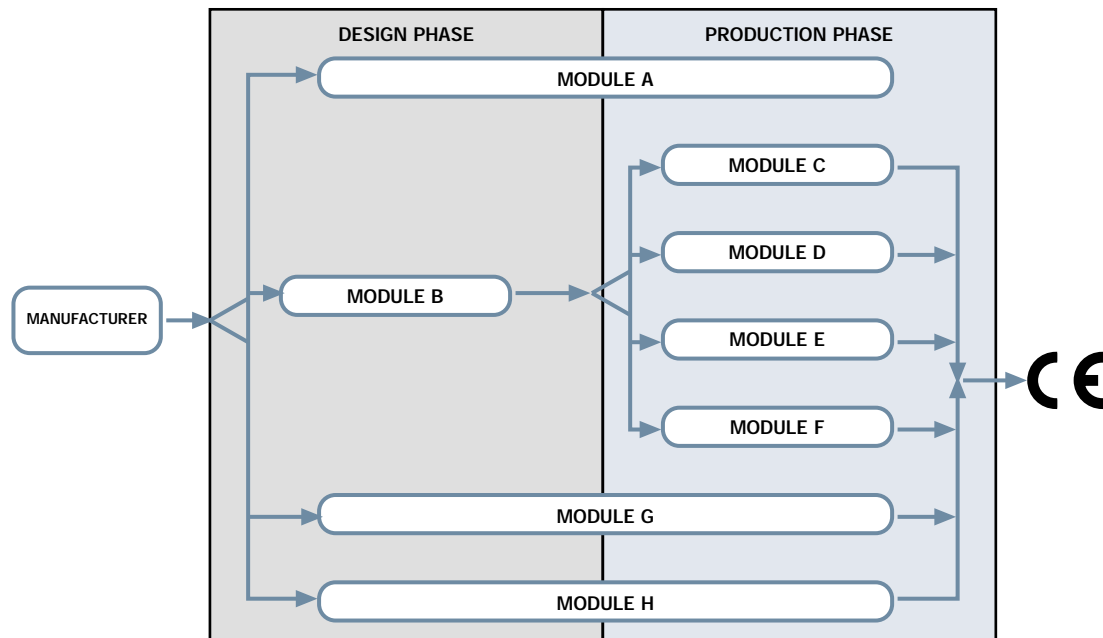 DESIGN PHASE
PRODUCTION PHASE
MODULE A
MODULE C
MODULE D
MODULE B
MANUFACTURER
MODULE E
CE
MODULE F
MODULE G
MODULE H